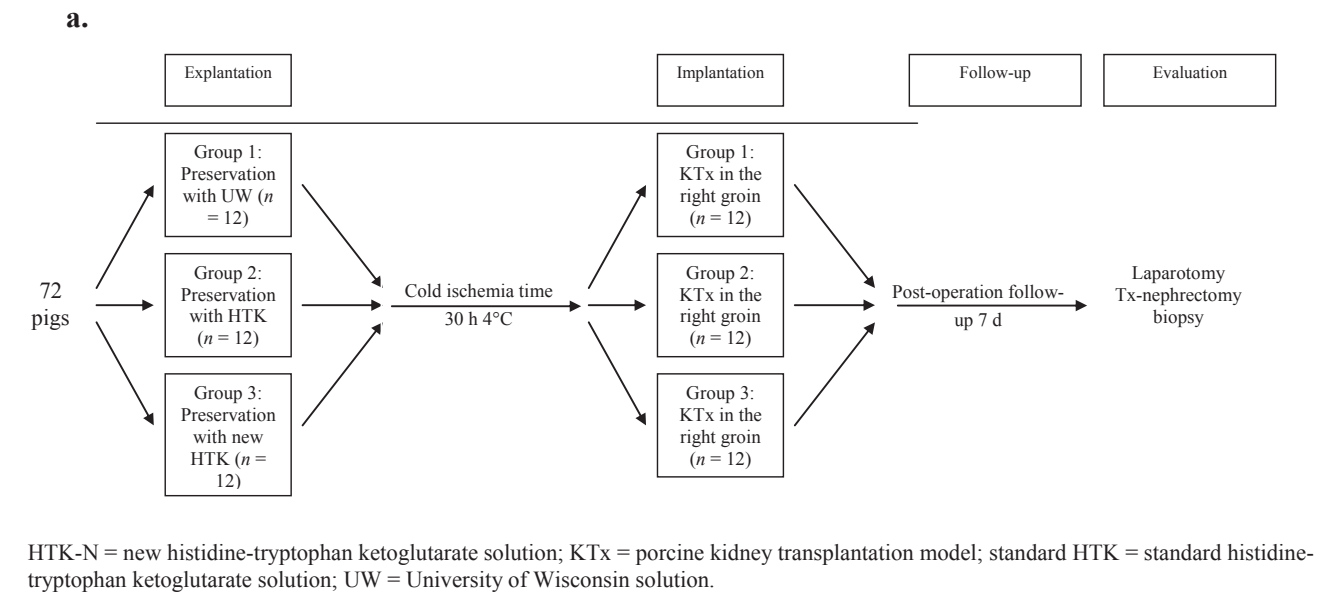 a.
Explantation
Implantation
Follow-up
Evaluation
Group 1:
Preservation
with UW (n
= 12)
Group 1:
KTx in the
right groin
(n = 12)
72
pigs
Group 2:
Preservation
with HTK
(n = 12)
Cold ischemia time
30 h 4°C
Group 2:
KTx in the
right groin
(n = 12)
Post-operation follow-
up 7 d
Laparotomy
Tx-nephrectomy
biopsy
Group 3:
Preservation
with new
HTK (n =
12)
Group 3:
KTx in the
right groin
(n = 12)
HTK-N = new histidine-tryptophan ketoglutarate solution; KTx = porcine kidney transplantation model; standard HTK = standard histidine-
tryptophan ketoglutarate solution; UW = University of Wisconsin solution.